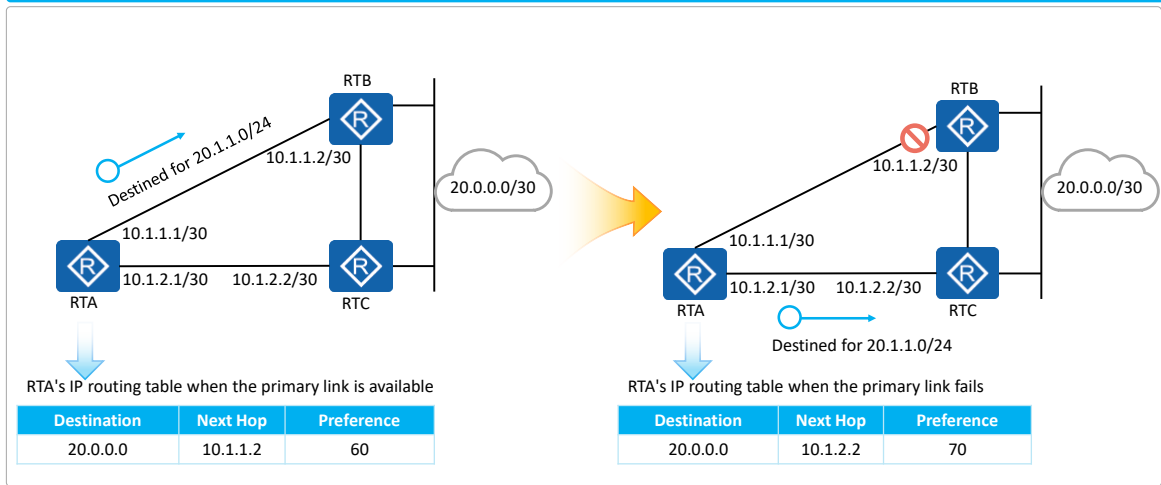 RTB
Destined for 20.1.1.0/24
R
10.1.1.2/30
20.0.0.0/30
10.1.1.1/30
R
R
10.1.2.1/30
10.1.2.2/30
RTA
RTC
RTA's IP routing table when the primary link is available
Destination Next Hop Preference
20.0.0.0 10.1.1.2 60
RTB
R
10.1.1.2/30
20.0.0.0/30
10.1.1.1/30
R
R
10.1.2.1/30
10.1.2.2/30
RTA
RTC
Destined for 20.1.1.0/24
RTA's IP routing table when the primary link fails
Destination Next Hop Preference
20.0.0.0 10.1.2.2 70